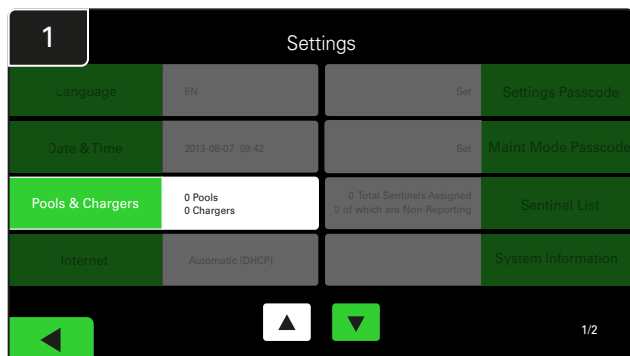 1
Settings
Language
EN
Set
Settings Passcode
Date & Time
2013-08-07 09:42
Set
Maint Mode Passcode
Pools & Chargers
0 Pools
0 Chargers
0 Total Sentinels Assigned
0 of which are Non-Reporting
Sentinel List
Internet
Automatic (DHCP)
System Information
1/2